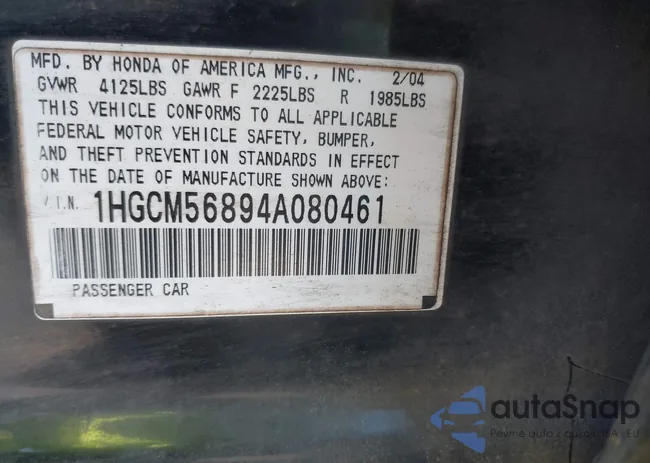 MFD. BY HONDA OF AMERICA MFG., INC. 2/04
GVWR 4125LBS GAWR F 2225LBS R 1985LBS
THIS VEHICLE CONFORMS TO ALL APPLICABLE
FEDERAL MOTOR VEHICLE SAFETY, BUMPER,
AND THEFT PREVENTION STANDARDS IN EFFECT
ON THE DATE OF MANUFACTURE SHOWN ABOVE:
V.I.N. 1HGCM56894A080461
PASSENGER CAR
autaSnap